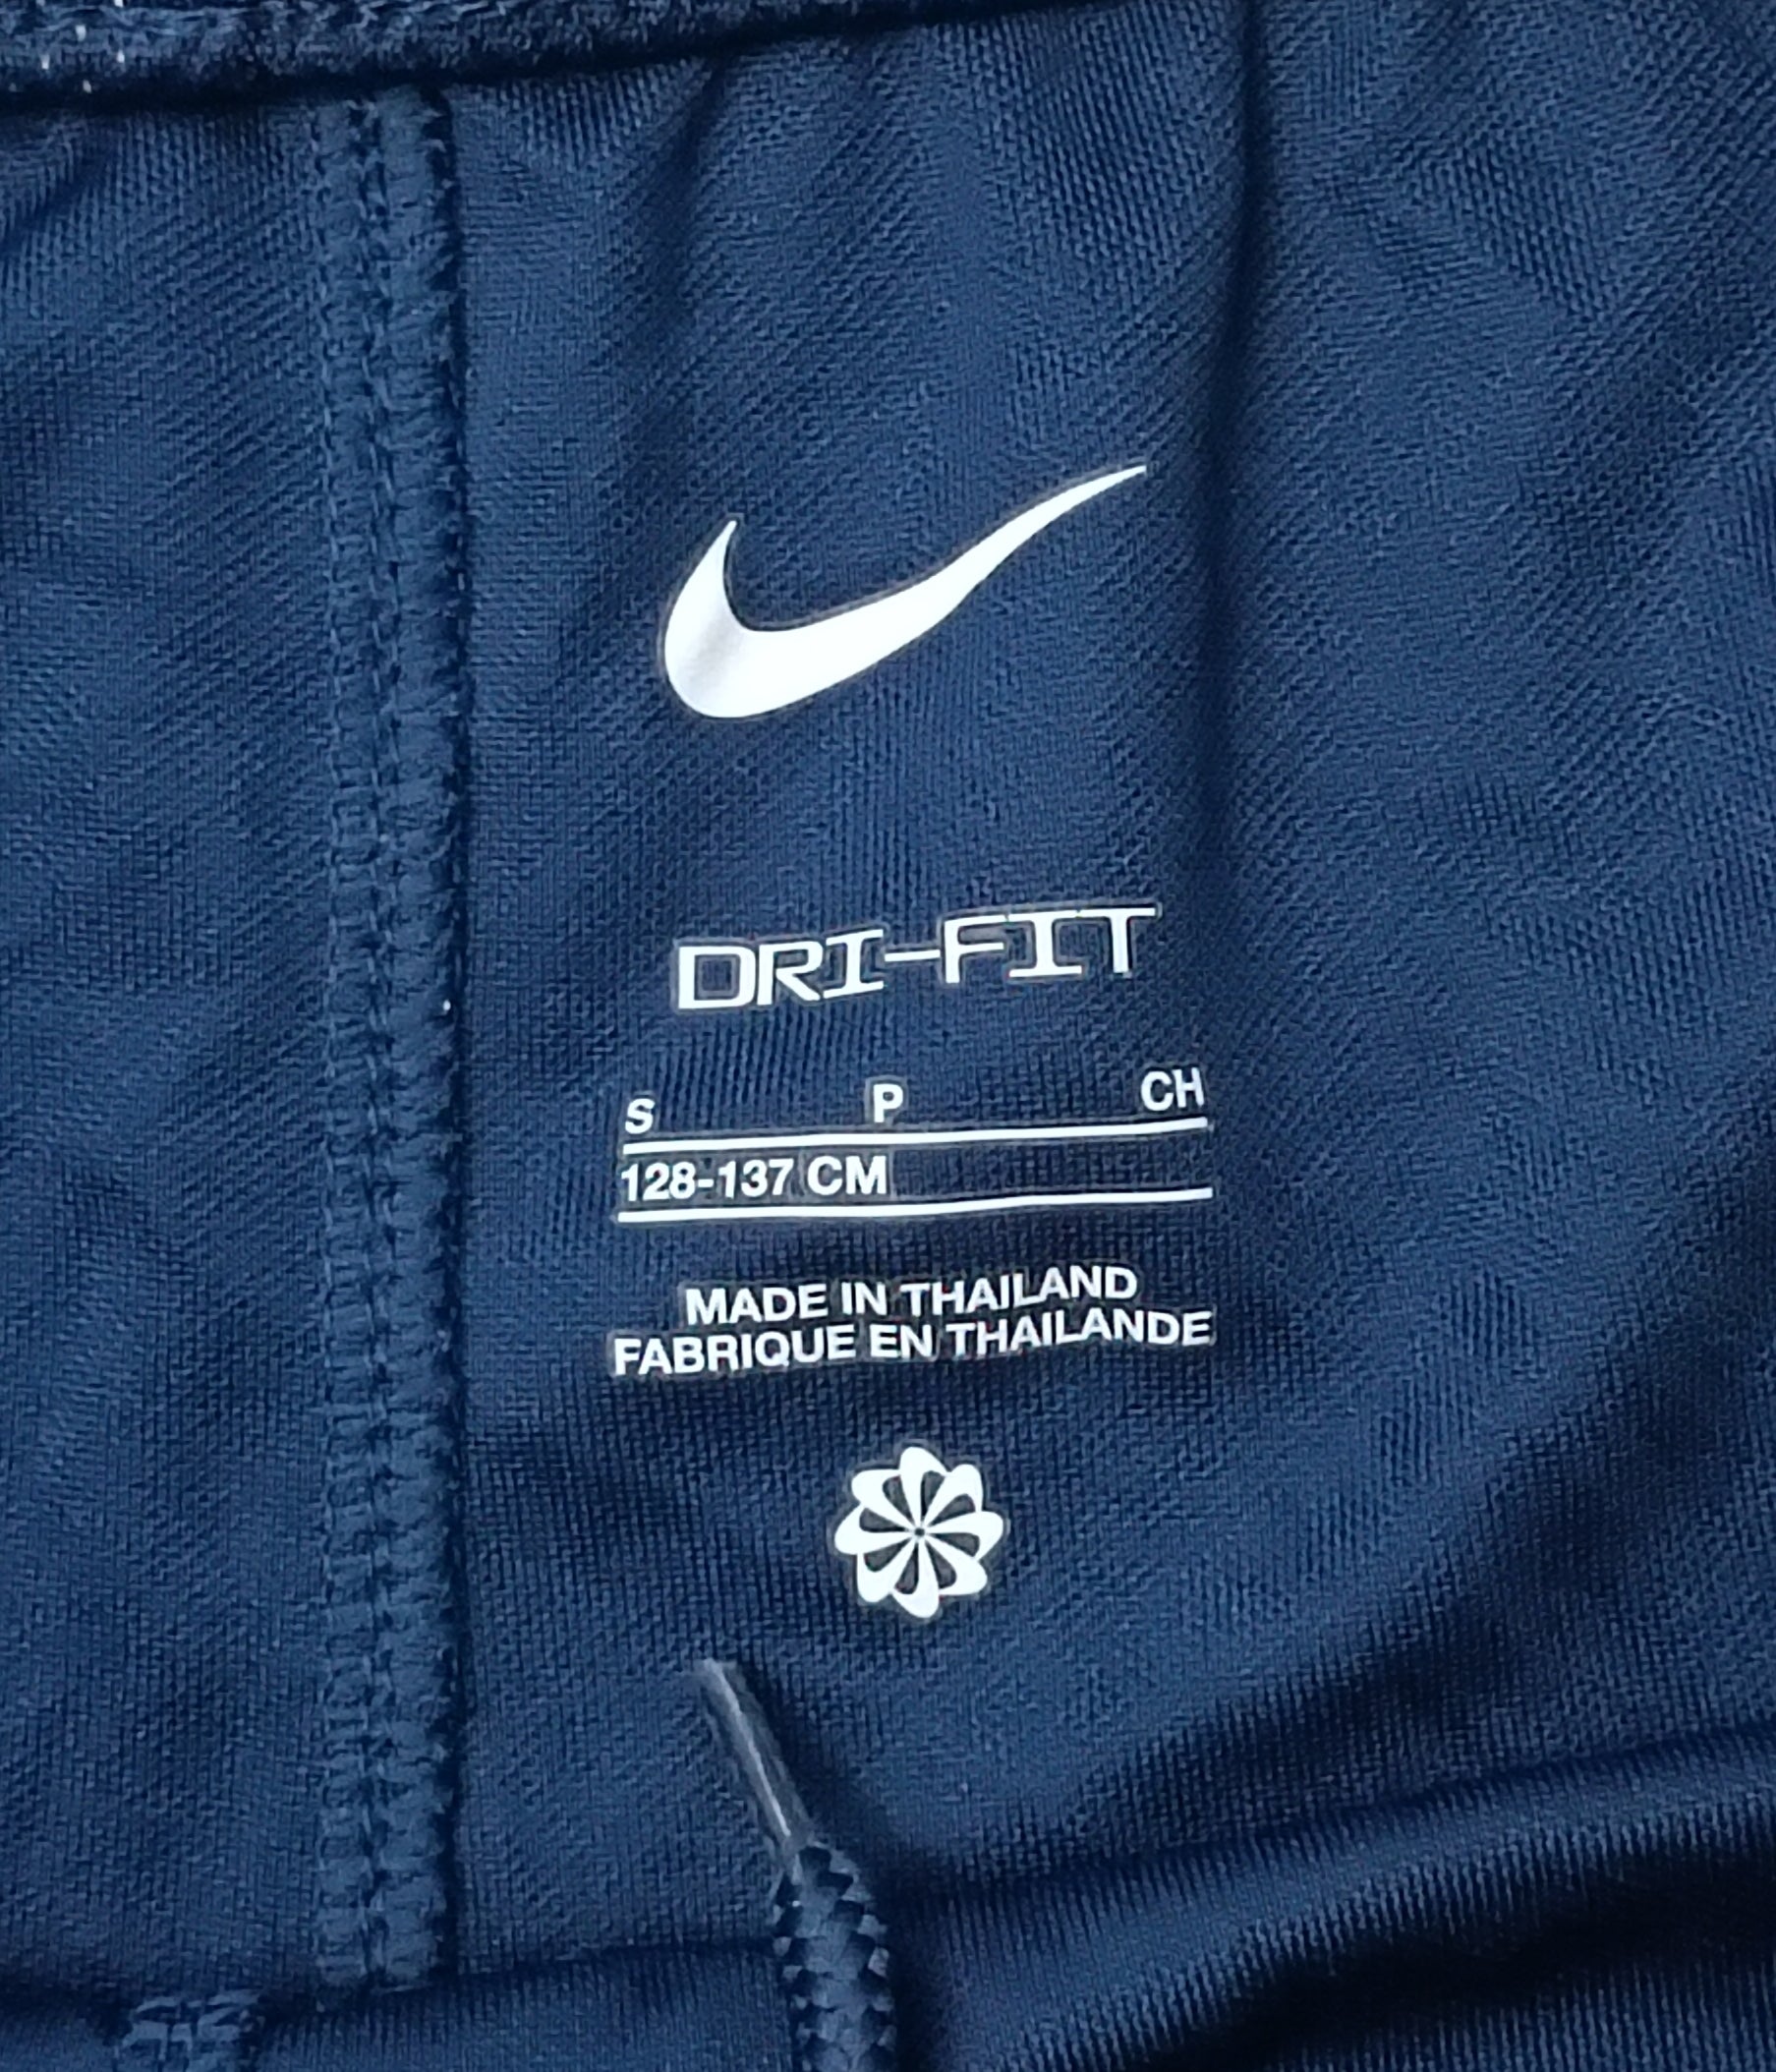 DRI-FIT
S P CH
128-137 CM
MADE IN THAILAND
FABRIQUE EN THAILANDE